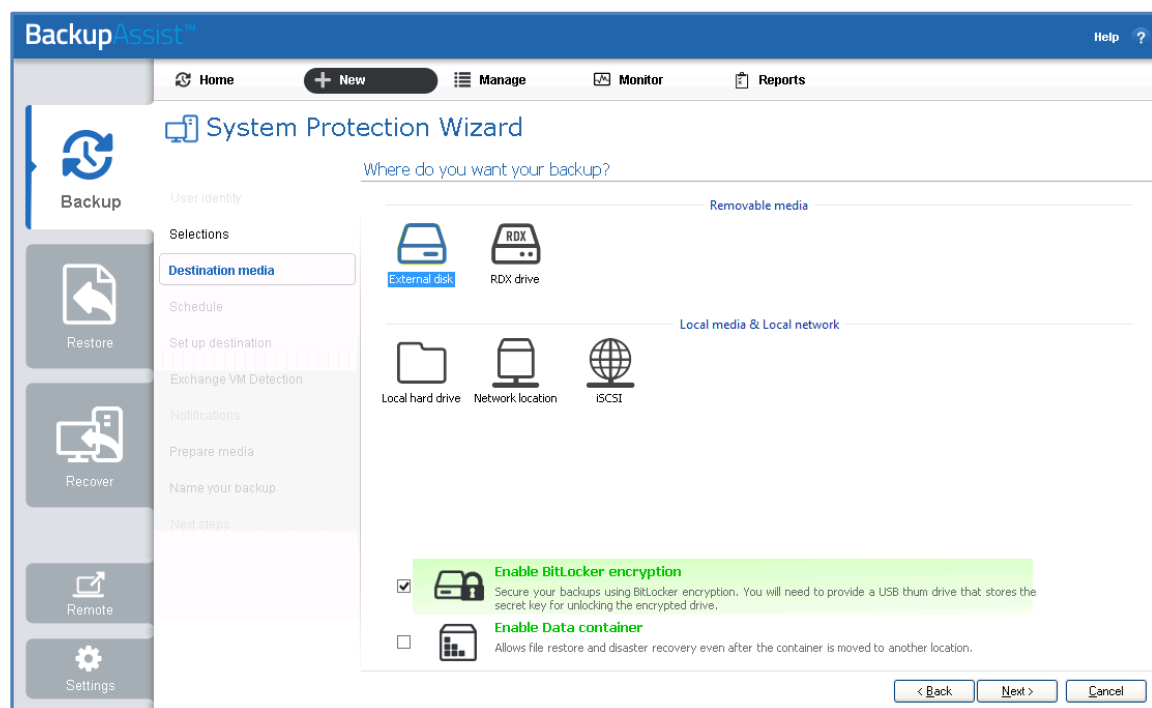 BackupAssist™
Help ?
Home
New
Manage
Monitor
Reports
Backup
Restore
Recover
Remote
Settings
System Protection Wizard
User identity
Selections
Destination media
Schedule
Set up destination
Exchange VM Detection
Notifications
Prepare media
Name your backup
Next steps
Where do you want your backup?
Removable media
RDX
External disk
RDX drive
Local media & Local network
Local hard drive
Network location
iSCSI
Enable BitLocker encryption
Secure your backups using BitLocker encryption. You will need to provide a USB thum drive that stores the
secret key for unlocking the encrypted drive.
Enable Data container
Allows file restore and disaster recovery even after the container is moved to another location.
< Back
Next >
Cancel